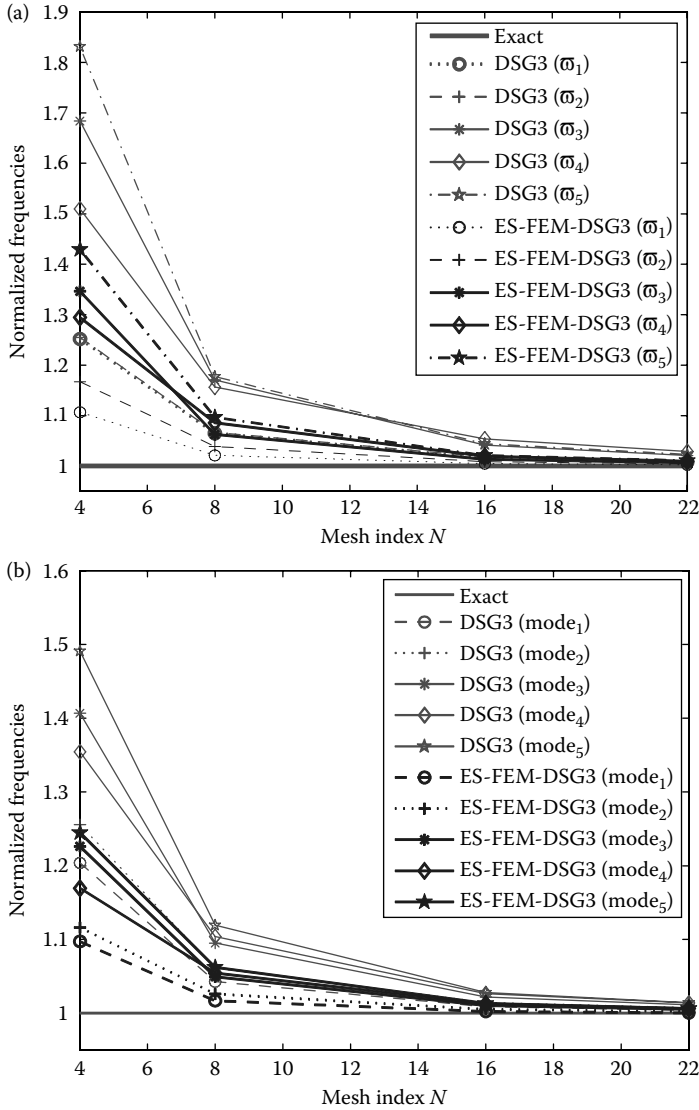 (a)
1.9
1.8
1.7
1.6
1.5
1.4
1.3
1.2
1.1
1
Normalized frequencies
Exact
DSG3 (ϖ1)
DSG3 (ϖ2)
DSG3 (ϖ3)
DSG3 (ϖ4)
DSG3 (ϖ5)
ES-FEM-DSG3 (ϖ1)
ES-FEM-DSG3 (ϖ2)
ES-FEM-DSG3 (ϖ3)
ES-FEM-DSG3 (ϖ4)
ES-FEM-DSG3 (ϖ5)
4 6 8 10 12 14 16 18 20 22
Mesh index N
(b)
1.6
1.5
1.4
1.3
1.2
1.1
1
Normalized frequencies
Exact
DSG3 (mode1)
DSG3 (mode2)
DSG3 (mode3)
DSG3 (mode4)
DSG3 (mode5)
ES-FEM-DSG3 (mode1)
ES-FEM-DSG3 (mode2)
ES-FEM-DSG3 (mode3)
ES-FEM-DSG3 (mode4)
ES-FEM-DSG3 (mode5)
4 6 8 10 12 14 16 18 20 22
Mesh index N